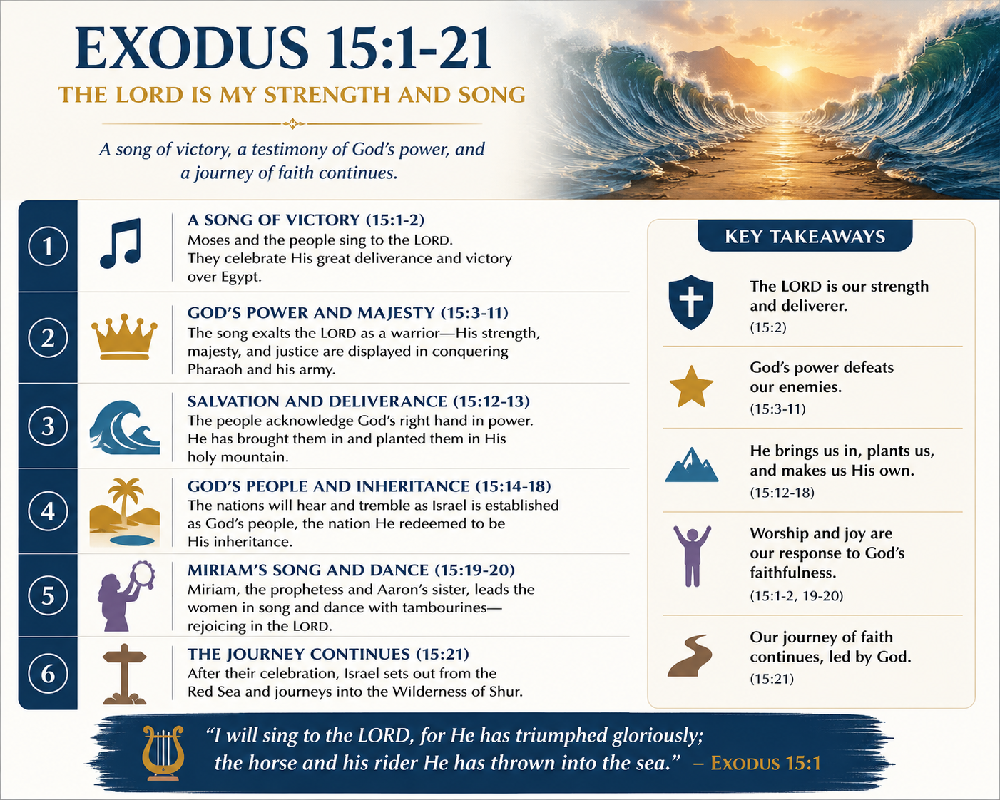 EXODUS 15:1-21
THE LORD IS MY STRENGTH AND SONG
A song of victory, a testimony of God's power, and
a journey of faith continues.
1
A SONG OF VICTORY (15:1-2)
Moses and the people sing to the LORD.
They celebrate His great deliverance and victory
over Egypt.
2
GOD'S POWER AND MAJESTY (15:3-11)
The song exalts the LORD as a warrior—His strength,
majesty, and justice are displayed in conquering
Pharaoh and his army.
3
SALVATION AND DELIVERANCE (15:12-13)
The people acknowledge God's right hand in power.
He has brought them in and planted them in His
holy mountain.
4
GOD'S PEOPLE AND INHERITANCE (15:14-18)
The nations will hear and tremble as Israel is established
as God's people, the nation He redeemed to be
His inheritance.
5
MIRIAM'S SONG AND DANCE (15:19-20)
Miriam, the prophetess and Aaron's sister, leads the
women in song and dance with tambourines—
rejoicing in the LORD.
6
THE JOURNEY CONTINUES (15:21)
After their celebration, Israel sets out from the
Red Sea and journeys into the Wilderness of Shur.
KEY TAKEAWAYS
The LORD is our strength
and deliverer.
(15:2)
God's power defeats
our enemies.
(15:3-11)
He brings us in, plants us,
and makes us His own.
(15:12-18)
Worship and joy are
our response to God's
faithfulness.
(15:1-2, 19-20)
Our journey of faith
continues, led by God.
(15:21)
"I will sing to the LORD, for He has triumphed gloriously;
the horse and his rider He has thrown into the sea." – EXODUS 15:1